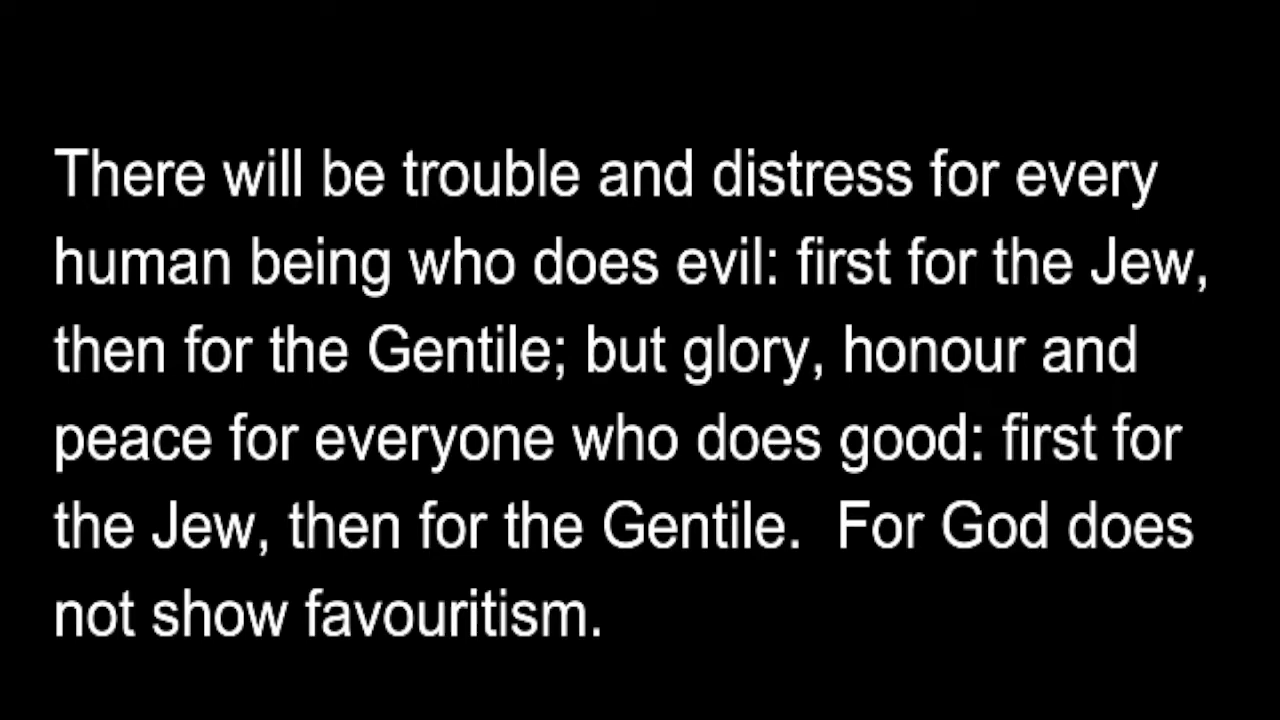 There will be trouble and distress for every
human being who does evil: first for the Jew,
then for the Gentile; but glory, honour and
peace for everyone who does good: first for
the Jew, then for the Gentile.  For God does
not show favouritism.